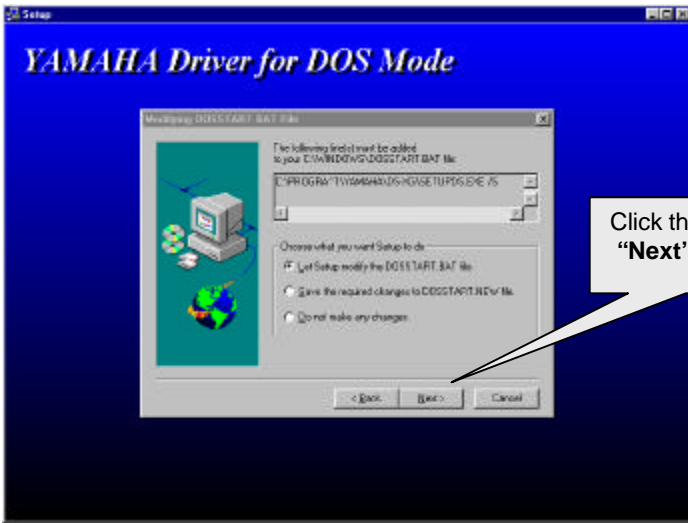 Setup
YAMAHA Driver for DOS Mode
Modifying DOSSTART.BAT File
The following line(s) must be added
to your C:\WINDOWS\DOSSTART.BAT file:
C:\PROGRA~1\YAMAHA\DS-XG\SETUPDS.EXE /S
Choose what you want Setup to do
Let Setup modify the DOSSTART.BAT file.
Save the required changes to DOSSTART.NEW file.
Do not make any changes.
Click th
“Next”
< Back
Next >
Cancel